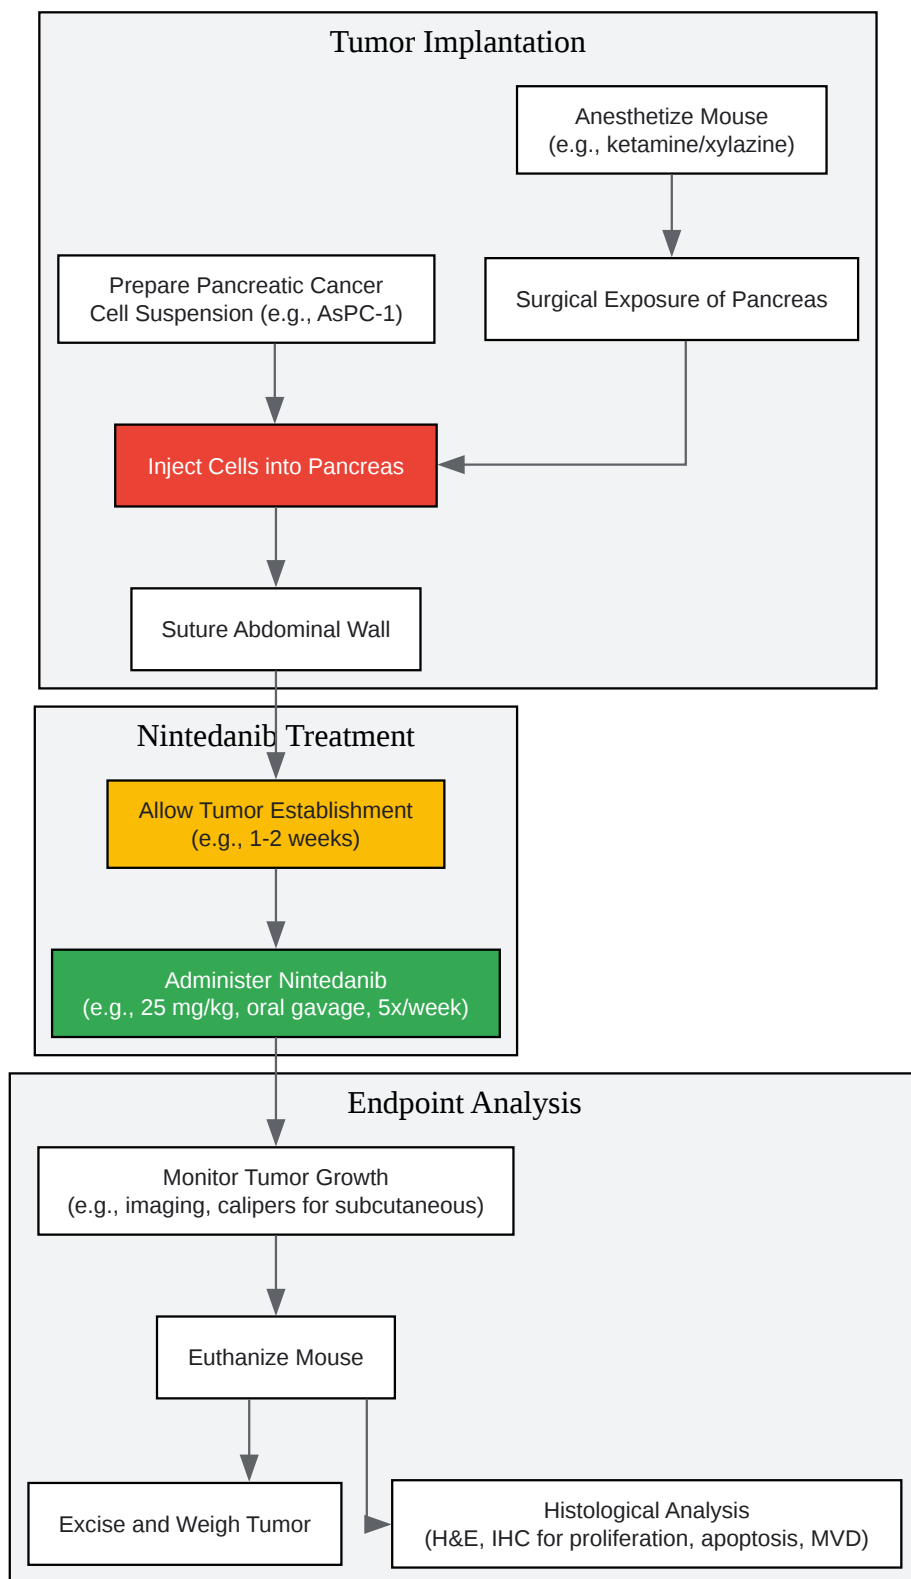 Tumor Implantation
Anesthetize Mouse
(e.g., ketamine/xylazine)
Prepare Pancreatic Cancer
Cell Suspension (e.g., AsPC-1)
Surgical Exposure of Pancreas
Inject Cells into Pancreas
Suture Abdominal Wall
Nintedanib Treatment
Allow Tumor Establishment
(e.g., 1-2 weeks)
Administer Nintedanib
(e.g., 25 mg/kg, oral gavage, 5x/week)
Endpoint Analysis
Monitor Tumor Growth
(e.g., imaging, calipers for subcutaneous)
Euthanize Mouse
Excise and Weigh Tumor
Histological Analysis
(H&E, IHC for proliferation, apoptosis, MVD)